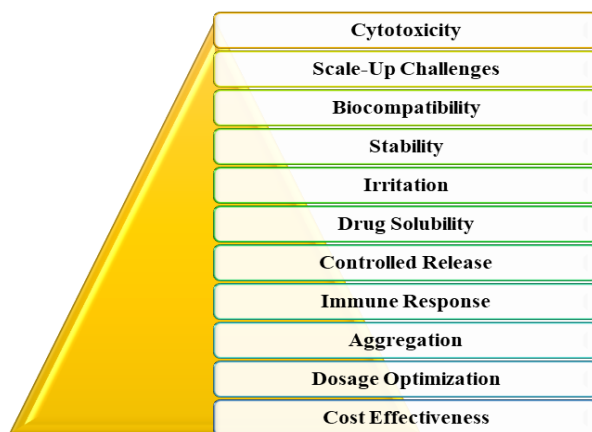 Cytotoxicity
Scale-Up Challenges
Biocompatibility
Stability
Irritation
Drug Solubility
Controlled Release
Immune Response
Aggregation
Dosage Optimization
Cost Effectiveness